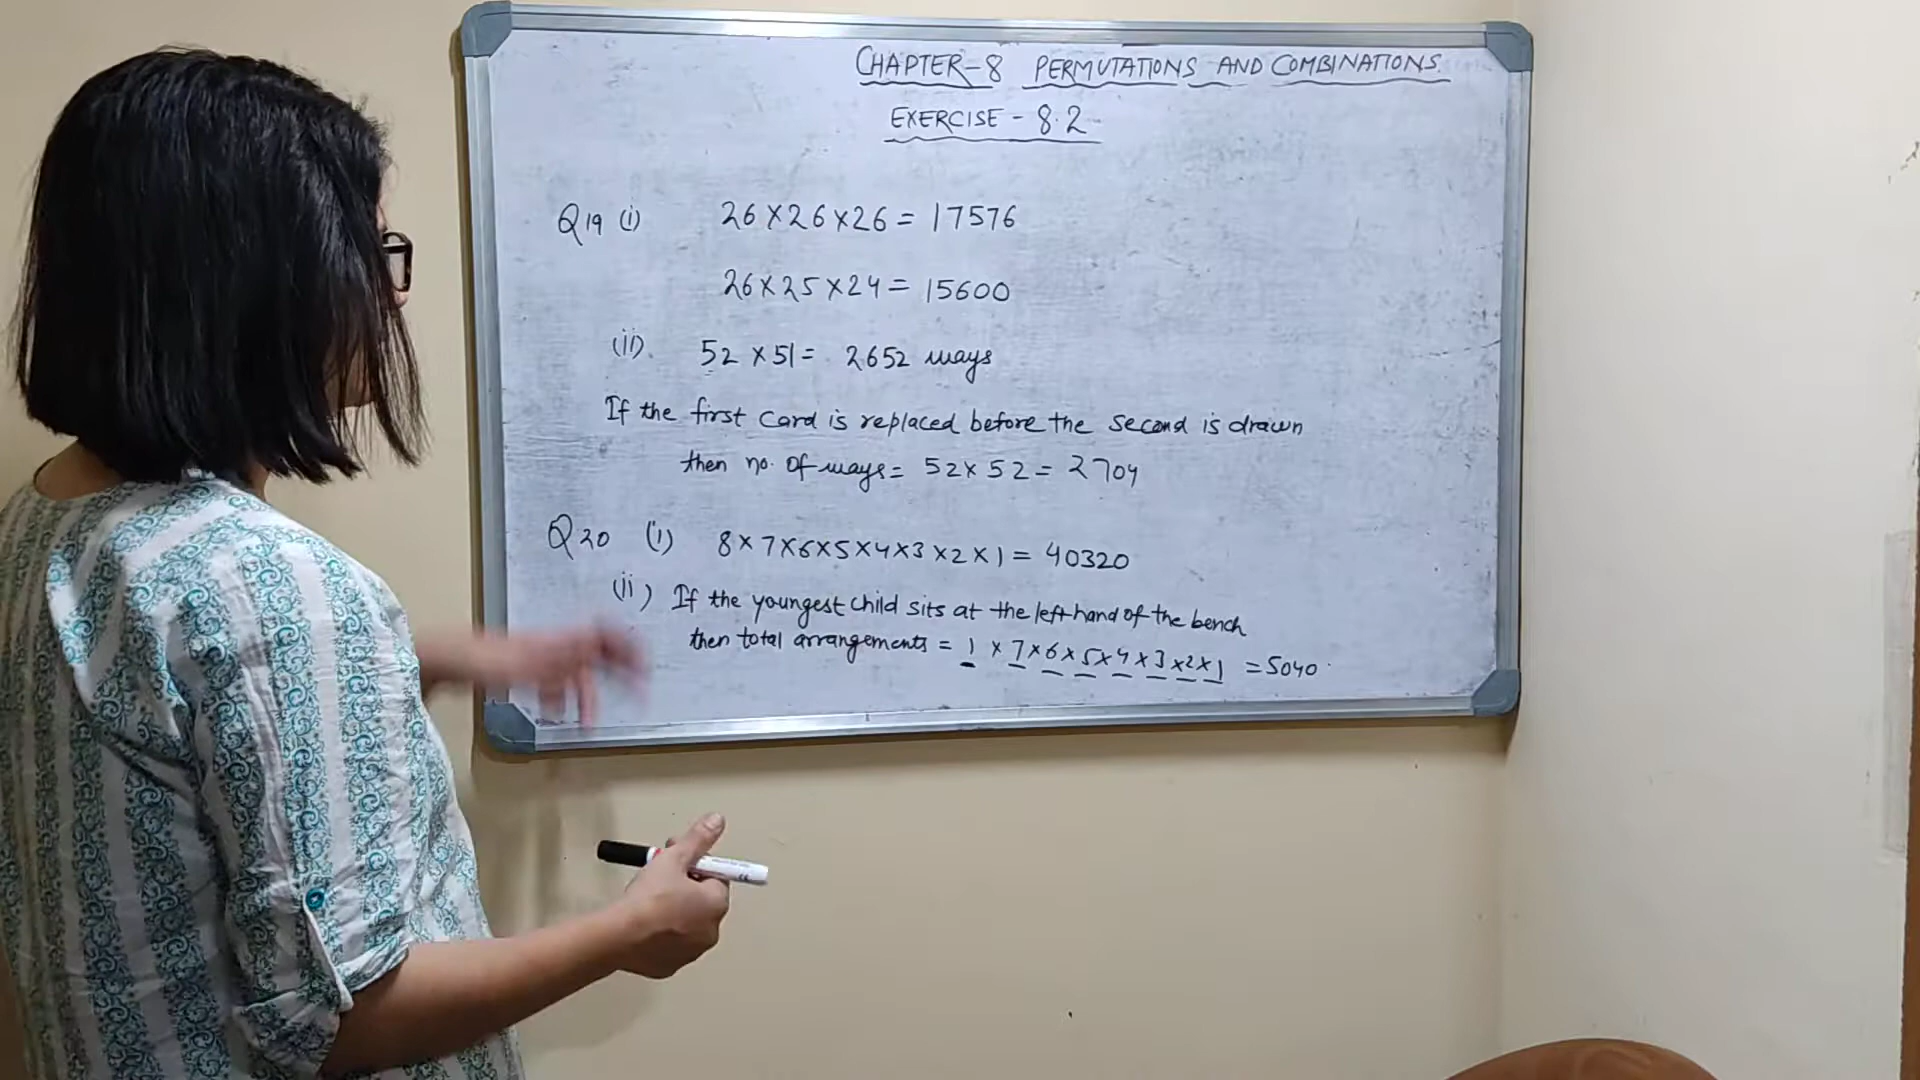 CHAPTER-8 PERMUTATIONS AND COMBINATIONS.
EXERCISE - 8.2
Q19 (i) 26×26×26 = 17576
26×25×24 = 15600
(ii). 52 ×51 = 2652 ways
If the first card is replaced before the second is drawn
then no. of ways = 52×52 = 2704
Q20 (i) 8×7×6×5×4×3×2×1 = 40320
(ii) If the youngest child sits at the left hand of the bench
then total arrangements = 1 × 7×6×5×4×3×2×1 = 5040